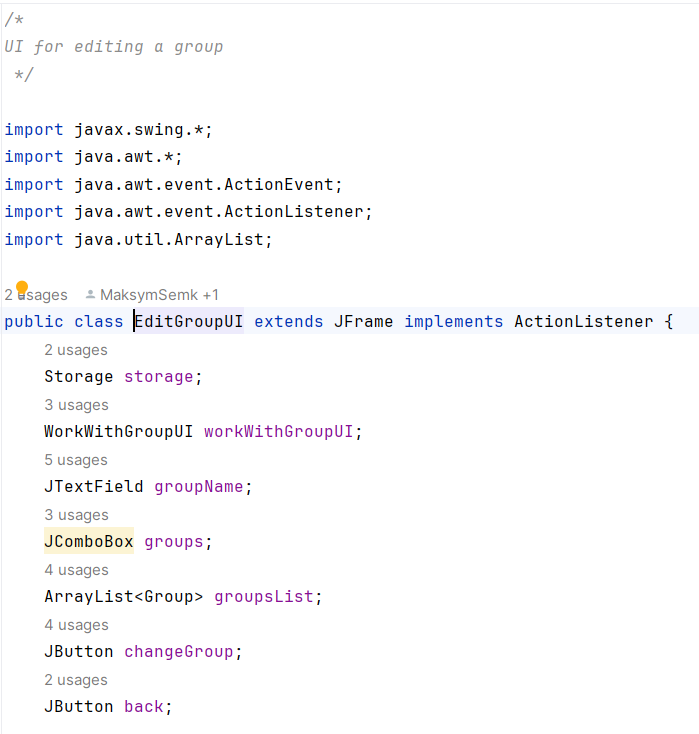 /*
UI for editing a group
 */
import javax.swing.*;
import java.awt.*;
import java.awt.event.ActionEvent;
import java.awt.event.ActionListener;
import java.util.ArrayList;
2 usages MaksymSemk +1
public class EditGroupUI extends JFrame implements ActionListener {
2 usages
Storage storage;
3 usages
WorkWithGroupUI workWithGroupUI;
5 usages
JTextField groupName;
3 usages
JComboBox groups;
4 usages
ArrayList<Group> groupsList;
4 usages
JButton changeGroup;
2 usages
JButton back;